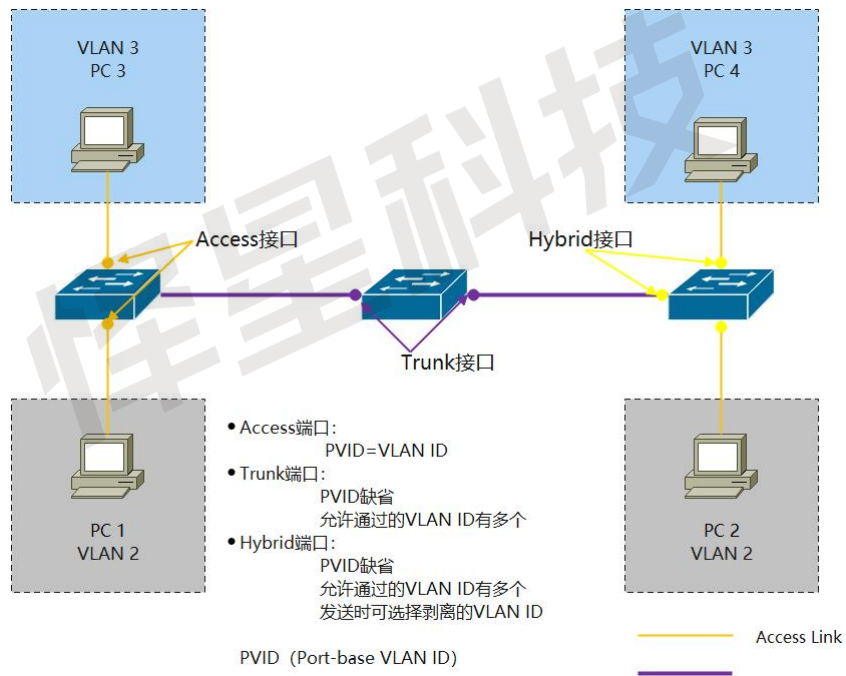 VLAN 3
PC 3
VLAN 3
PC 4
Access接口
Hybrid接口
Trunk接口
怪星科技
PC 1
VLAN 2
●Access端口：
PVID=VLAN ID
●Trunk端口：
PVID缺省
允许通过的VLAN ID有多个
●Hybrid端口：
PVID缺省
允许通过的VLAN ID有多个
发送时可选择剥离的VLAN ID
PVID（Port-base VLAN ID）
PC 2
VLAN 2
Access Link